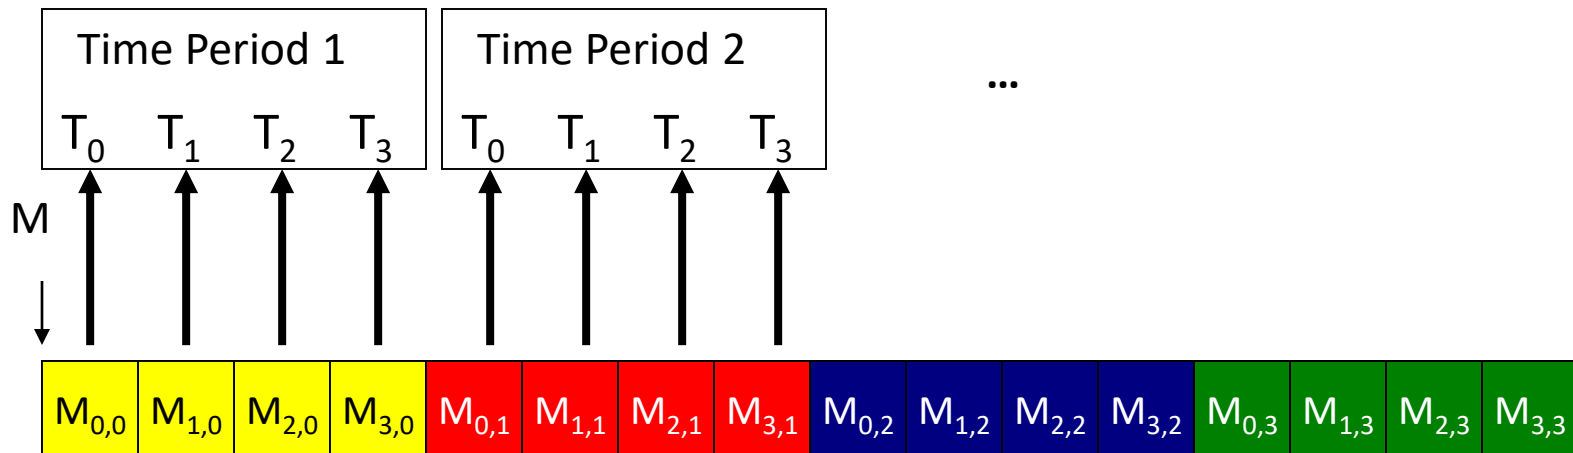 Time Period 1 Time Period 2
...
T₀ T₁ T₂ T₃ T₀ T₁ T₂ T₃
M
M₀,₀ M₁,₀ M₂,₀ M₃,₀ M₀,₁ M₁,₁ M₂,₁ M₃,₁ M₀,₂ M₁,₂ M₂,₂ M₃,₂ M₀,₃ M₁,₃ M₂,₃ M₃,₃